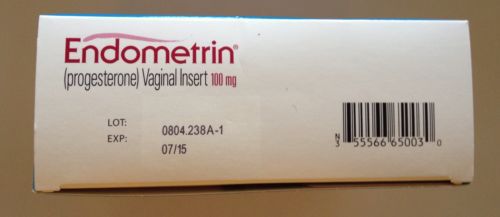 Endometrin®
(progesterone) Vaginal Insert 100 mg
LOT: 0804.238A-1
EXP: 07/15
N
3 55566 65003 0